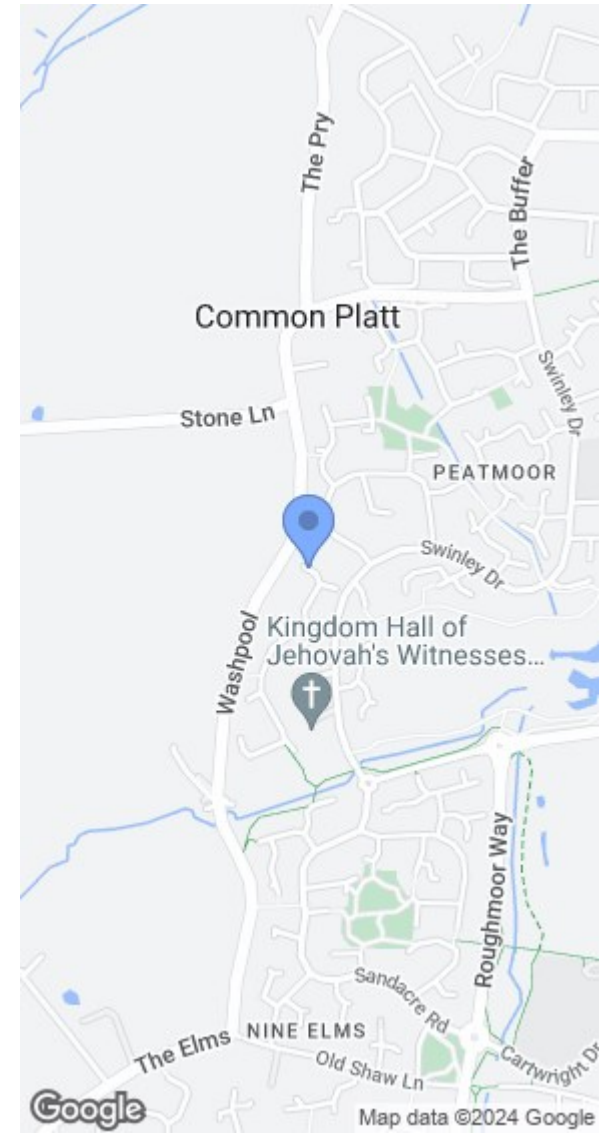 The Pry
The Buffer
Common Platt
Swinley Dr
Stone Ln
PEATMOOR
Swinley Dr
Washpool
Kingdom Hall of
Jehovah's Witnesses...
Roughmoor Way
Sandacre Rd
NINE ELMS
The Elms
Old Shaw Ln
Cartwright Dr
Google
Map data ©2024 Google